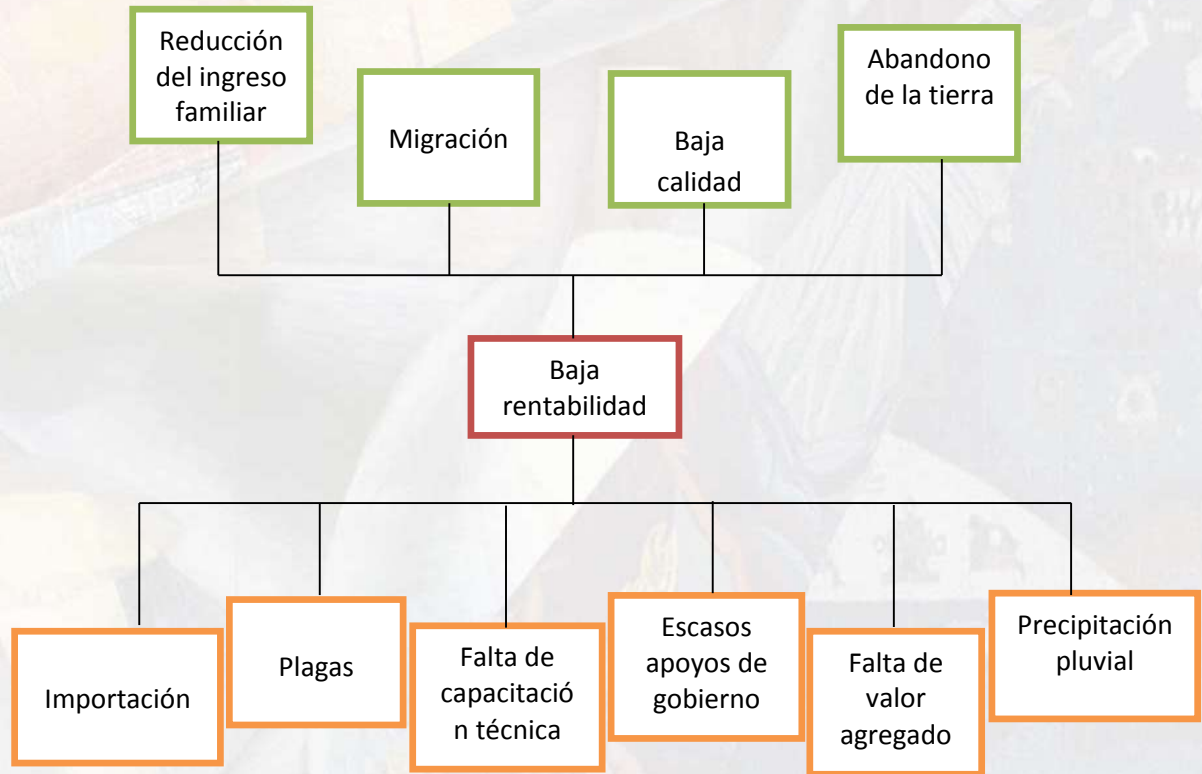 Reducción
del ingreso
familiar
Migración
Baja
calidad
Abandono
de la tierra
Baja
rentabilidad
Importación
Plagas
Falta de
capacitació
n técnica
Escasos
apoyos de
gobierno
Falta de
valor
agregado
Precipitación
pluvial